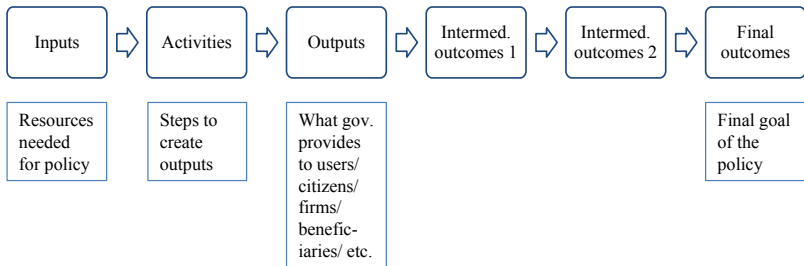 Inputs
Activities
Outputs
Intermed.
outcomes 1
Intermed.
outcomes 2
Final
outcomes
Resources
needed
for policy
Steps to
create
outputs
What gov.
provides
to users/
citizens/
firms/
benefic-
iaries/ etc.
Final goal
of the
policy